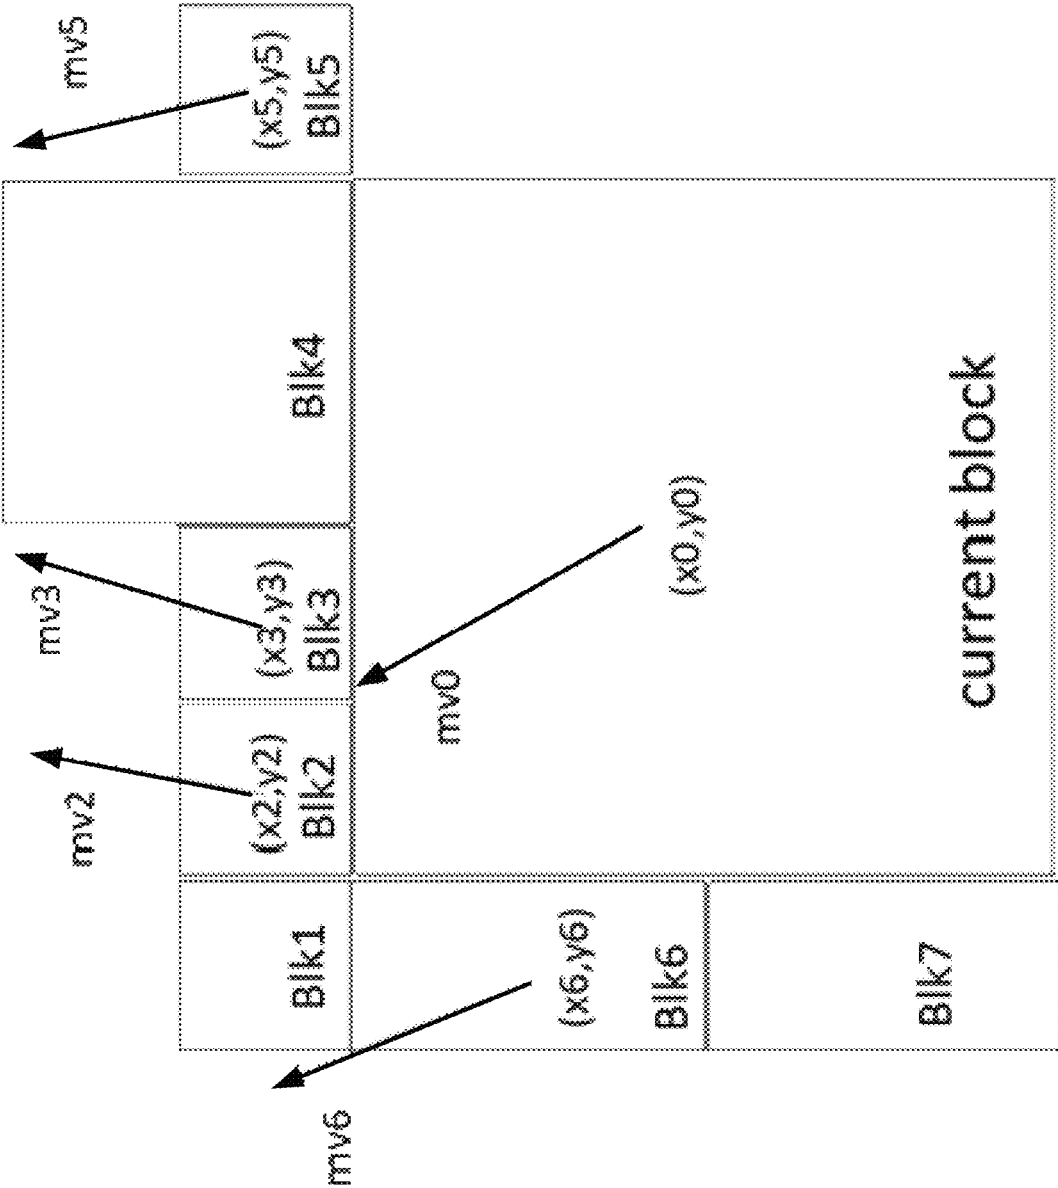 mv6
mv2
mv3
mv5
Blk1
(x2,y2)
Blk2
(x3,y3)
Blk3
Blk4
(x5,y5)
Blk5
mv0
(x6,y6)
Blk6
(x0,y0)
Blk7
current block